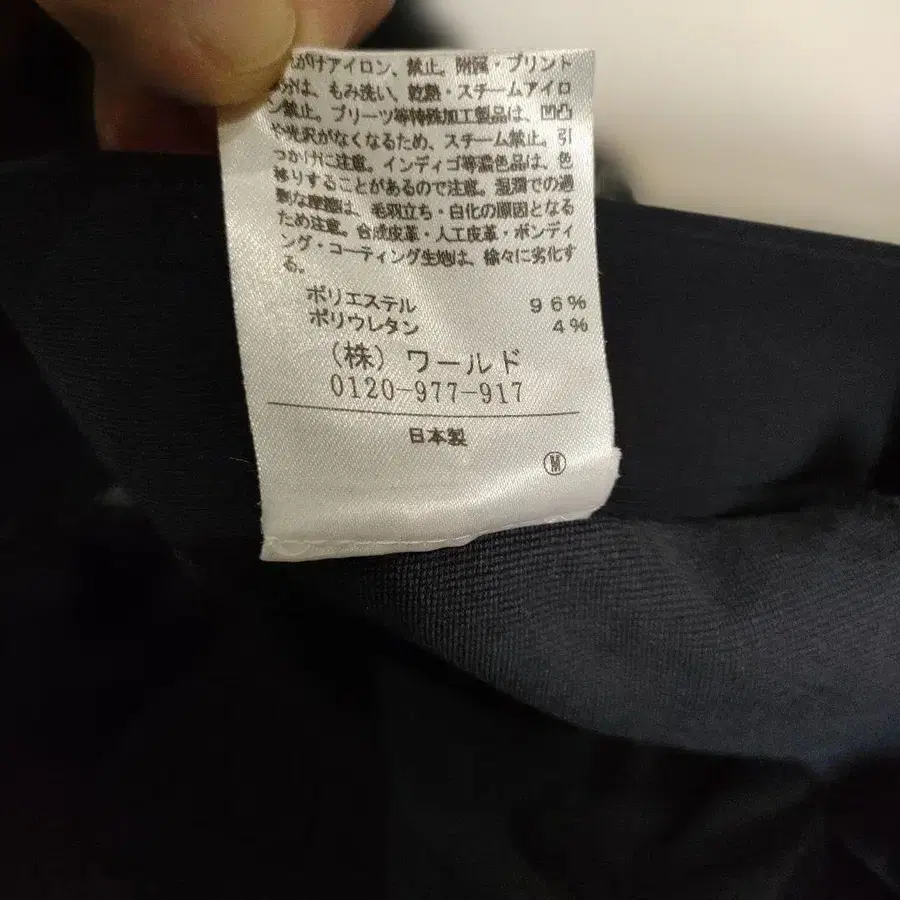 がけアイロン、禁止。附属・プリント
分は、もみ洗い、乾熱・スチームアイロ
ン禁止。プリーツ等特殊加工製品は、凹凸
や光沢がなくなるため、スチーム禁止。引
つかけに注意。インディゴ等濃色品は、色
移りすることがあるので注意。湿潤での過
剰な摩擦は、毛羽立ち・白化の原因となる
ため注意。合成皮革・人工皮革・ボンディ
ング・コーティング生地は、徐々に劣化す
る。
ポリエステル 96%
ポリウレタン 4%
(株) ワールド
0120-977-917
日本製
Ⓜ